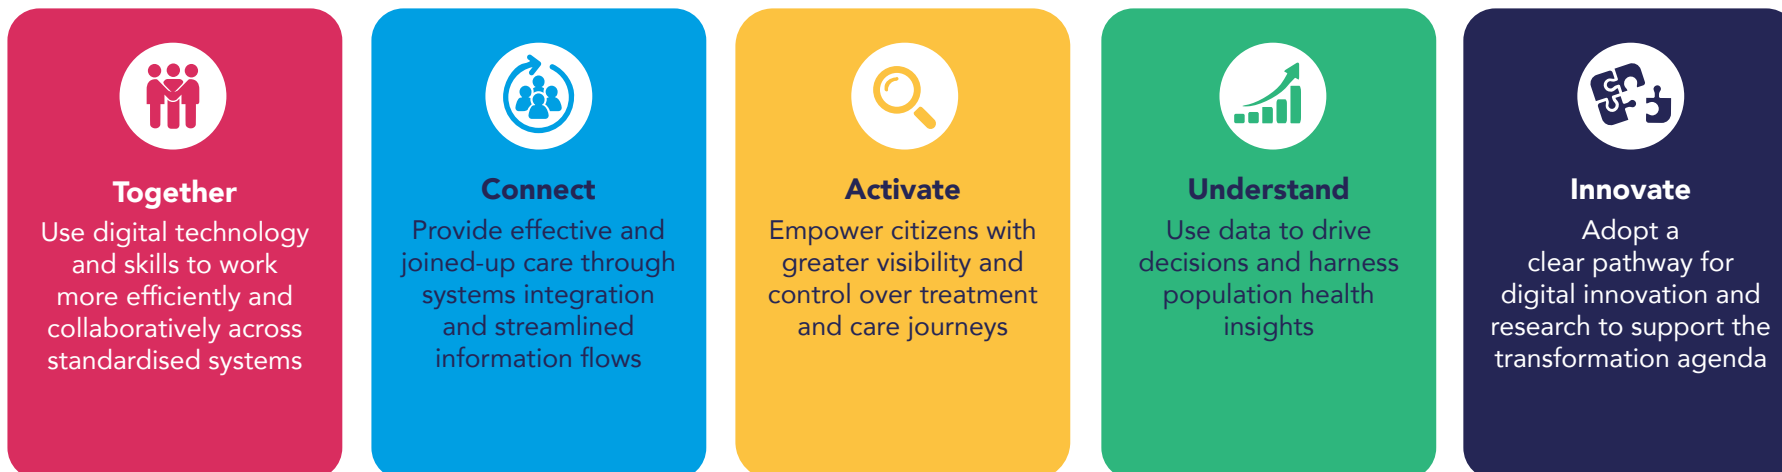 Together
Use digital technology
and skills to work
more efficiently and
collaboratively across
standardised systems
Connect
Provide effective and
joined-up care through
systems integration
and streamlined
information flows
Activate
Empower citizens with
greater visibility and
control over treatment
and care journeys
Understand
Use data to drive
decisions and harness
population health
insights
Innovate
Adopt a
clear pathway for
digital innovation and
research to support the
transformation agenda